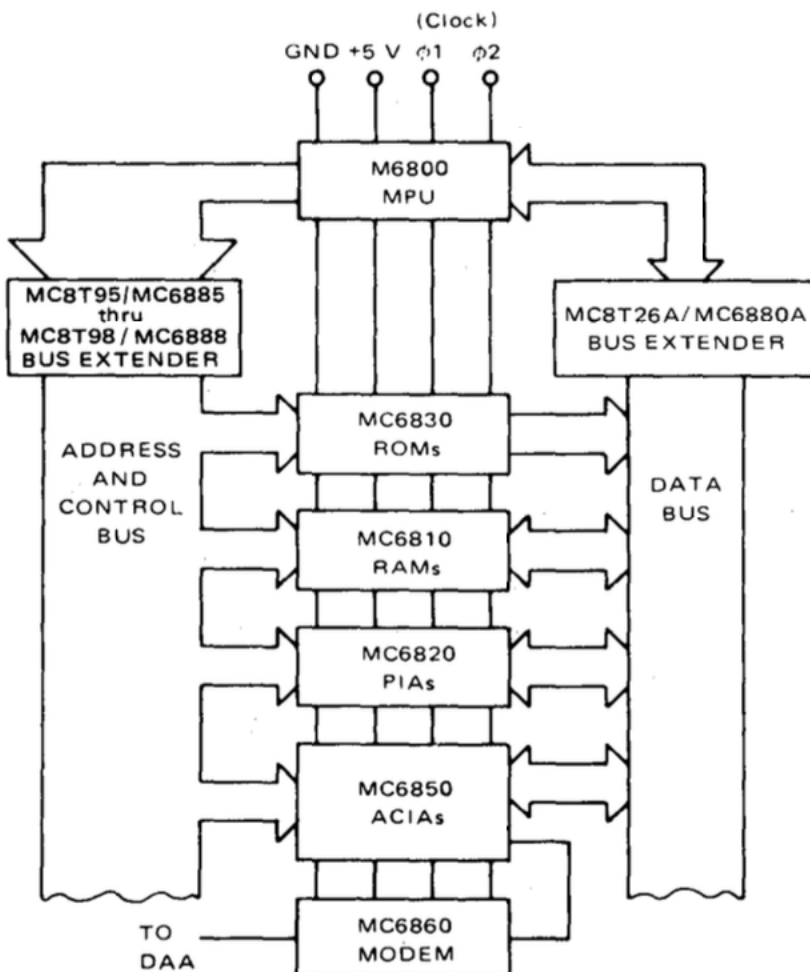 (Clock)
GND +5 V φ1 φ2
M6800
MPU
MC8T95/MC6885
thru
MC8T98/MC6888
BUS EXTENDER
MC8T26A/MC6880A
BUS EXTENDER
ADDRESS
AND
CONTROL
BUS
MC6830
ROMs
DATA
BUS
MC6810
RAMs
MC6820
PIAs
MC6850
ACIAs
TO
DAA
MC6860
MODEM